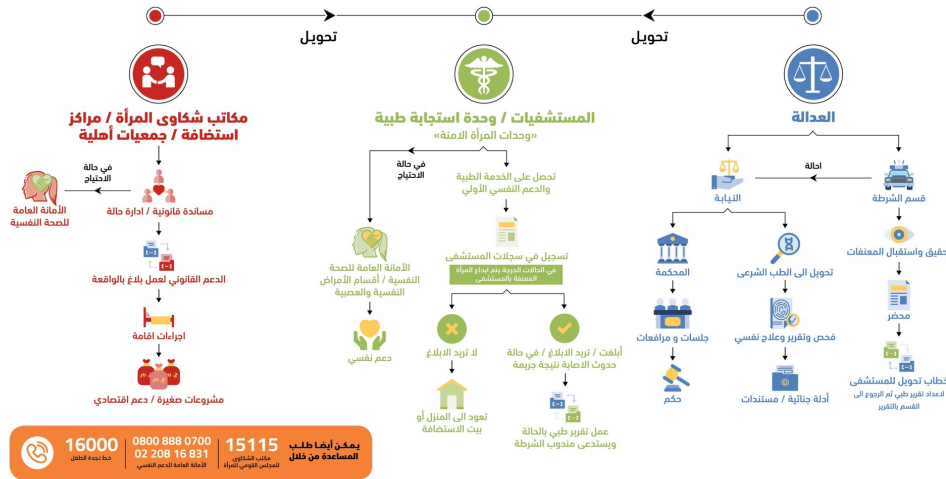 تحويل
تحويل
العدالة
احالة
قسم الشرطة
النيابة
حقيق واستقبال المعنفات
محضر
خطاب تحويل للمستشفى
لاعداد تقرير طبي ثم الرجوع الى
القسم بالتقرير
تحويل الى الطب الشرعى
فحص وتقرير وعلاج نفسي
أدلة جنائية / مستندات
المحكمة
جلسات و مرافعات
حكم
المستشفيات / وحدة استجابة طبية
«وحدات المرأة الامنة»
تحصل على الخدمة الطبية
والدعم النفسي الأولي
تسجيل في سجلات المستشفى
في الحالات الحرجة يتم ايداع المرأة
المعنفة بالمستشفى
أبلغت / تريد الابلاغ / في حالة
حدوث الاصابة نتيجة جريمة
عمل تقرير طبي بالحالة
ويستدعى مندوب الشرطة
لا تريد الابلاغ
تعود الى المنزل أو
بيت الاستضافة
في حالة
الاحتياج
الأمانة العامة للصحة
النفسية / أقسام الأمراض
النفسية والعصبية
دعم نفسي
مكاتب شكاوى المرأة / مراكز
استضافة / جمعيات أهلية
في حالة
الاحتياج
الأمانة العامة
للصحة النفسية
مساندة قانونية / ادارة حالة
الدعم القانوني لعمل بلاغ بالواقعة
اجراءات اقامة
مشروعات صغيرة / دعم اقتصادي
يمكن أيضا طلب
المساعدة من خلال
15115
مكتب الشكاوى
للمجلس القومي للمرأة
0800 888 0700
02 208 16 831
الأمانة العامة للدعم النفسي
16000
خط نجدة الطفل